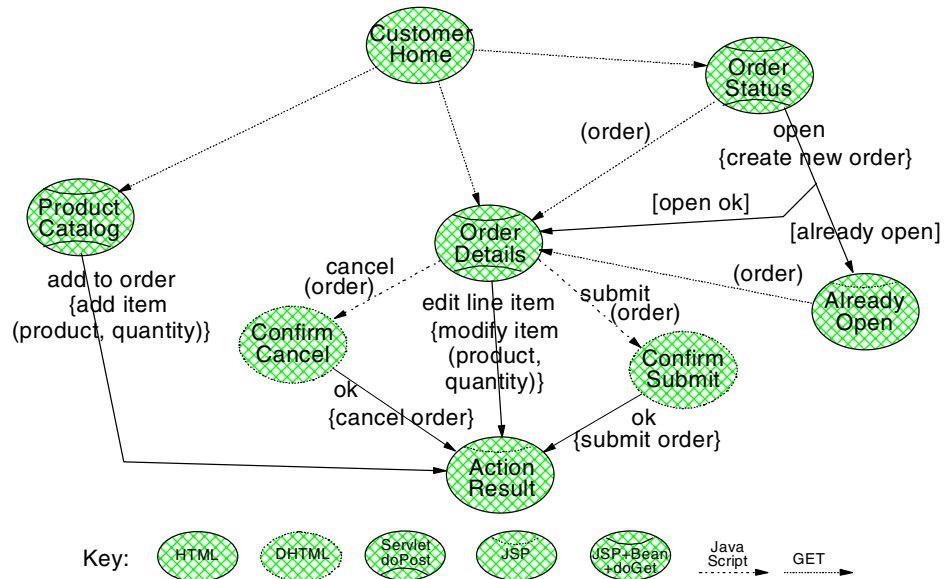 Customer
Home
Order
Status
(order)
open
{create new order}
Product
Catalog
[open ok]
Order
Details
[already open]
add to order
{add item
(product, quantity)}
cancel
(order)
edit line item
{modify item
(product,
quantity)}
submit
(order)
(order)
Already
Open
Confirm
Cancel
Confirm
Submit
ok
{cancel order}
ok
{submit order}
Action
Result
Key:
HTML
DHTML
Servlet
doPost
JSP
JSP+Bean
+doGet
Java
Script
GET